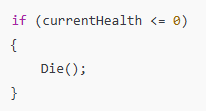 if (currentHealth <= 0)
{
    Die();
}